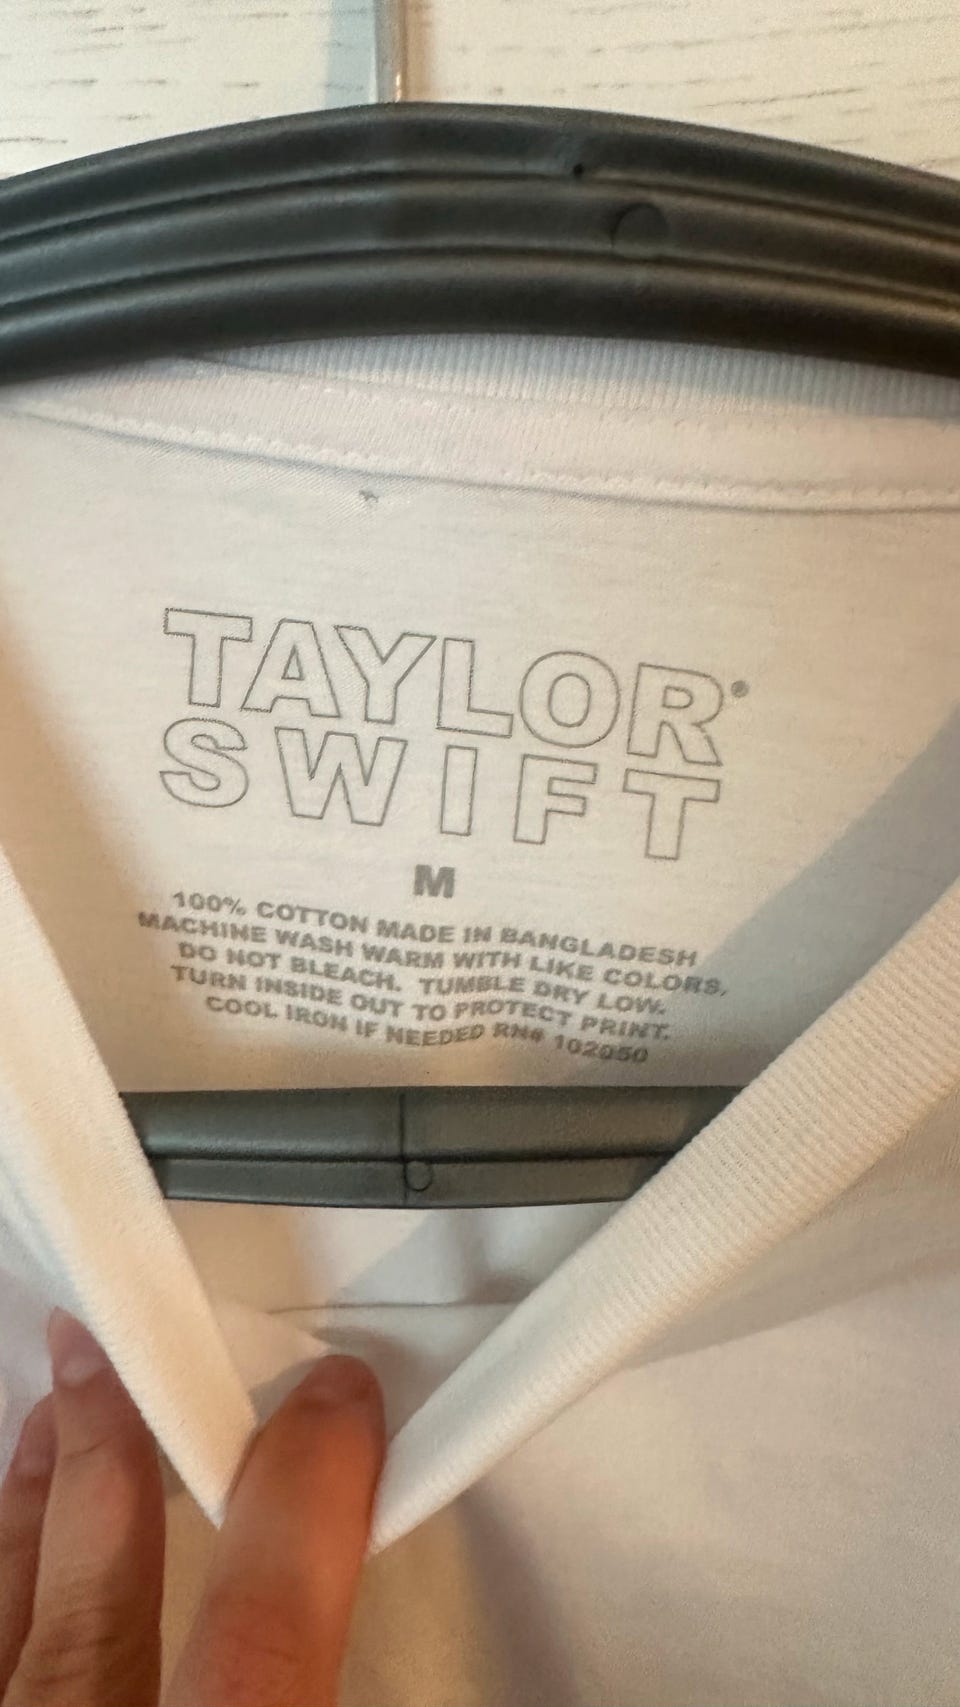 TAYLOR®
SWIFT
M
100% COTTON MADE IN BANGLADESH
MACHINE WASH WARM WITH LIKE COLORS,
DO NOT BLEACH. TUMBLE DRY LOW.
TURN INSIDE OUT TO PROTECT PRINT.
COOL IRON IF NEEDED RN# 102050